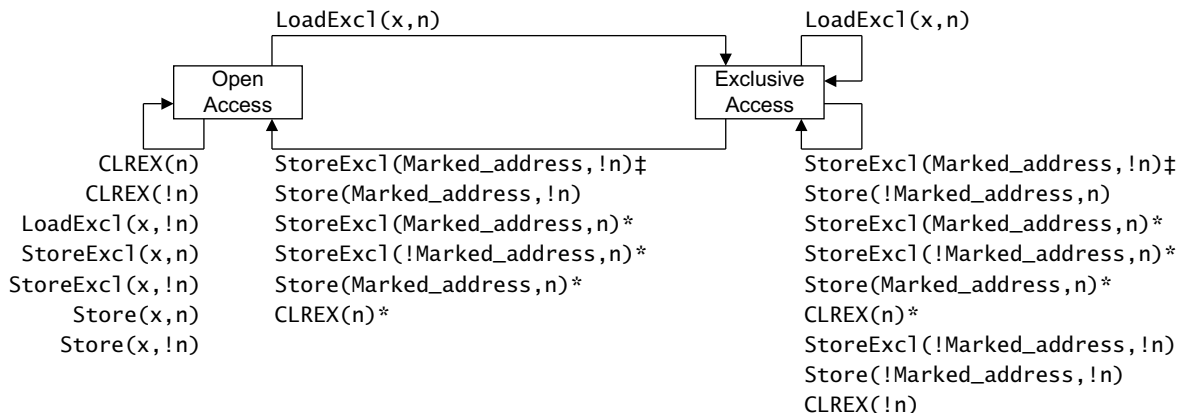 LoadExcl(x,n)
LoadExcl(x,n)
Open
Access
Exclusive
Access
CLREX(n)
CLREX(!n)
LoadExcl(x,!n)
StoreExcl(x,n)
StoreExcl(x,!n)
Store(x,n)
Store(x,!n)
StoreExcl(Marked_address,!n)‡
Store(Marked_address,!n)
StoreExcl(Marked_address,n)*
StoreExcl(!Marked_address,n)*
Store(Marked_address,n)*
CLREX(n)*
StoreExcl(Marked_address,!n)‡
Store(!Marked_address,n)
StoreExcl(Marked_address,n)*
StoreExcl(!Marked_address,n)*
Store(Marked_address,n)*
CLREX(n)*
StoreExcl(!Marked_address,!n)
Store(!Marked_address,!n)
CLREX(!n)